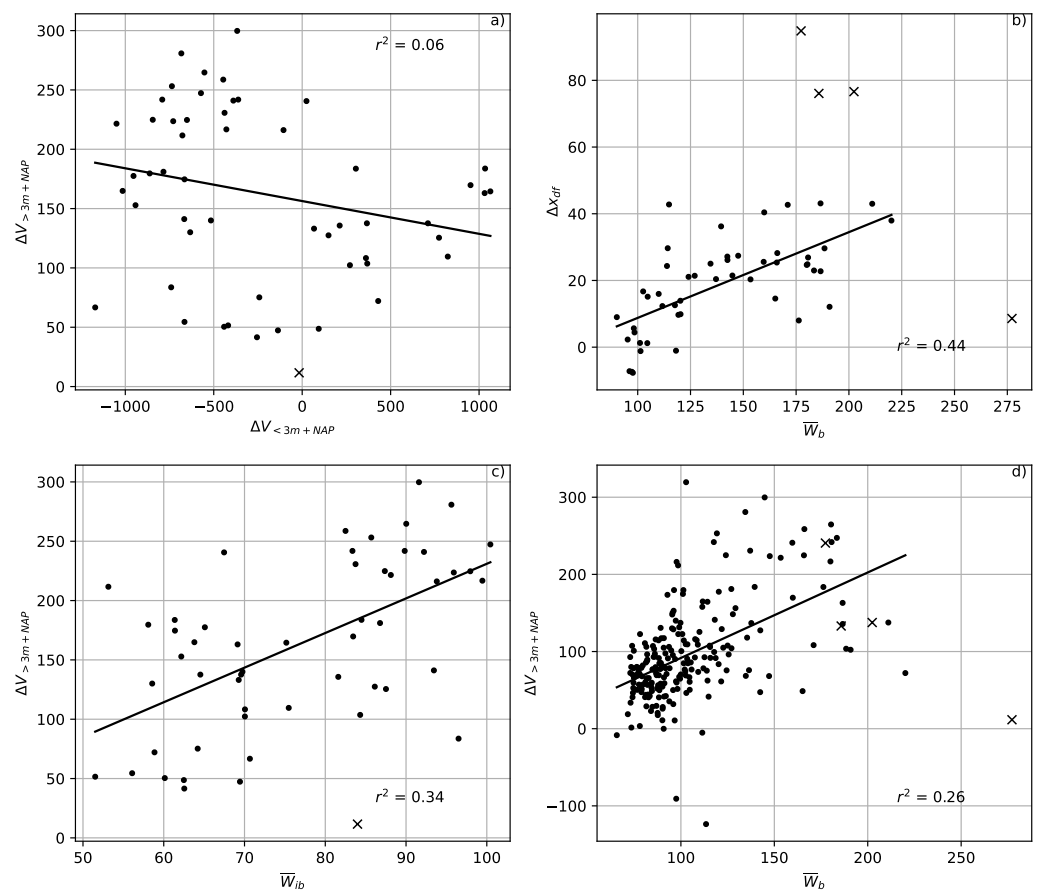 a)
r² = 0.06
300
250
200
150
100
50
0
ΔV>3m+NAP
−1000 −500 0 500 1000
ΔV<3m+NAP
b)
80
60
40
20
0
Δx_df
r² = 0.44
100 125 150 175 200 225 250 275
W̅_b
c)
300
250
200
150
100
50
0
ΔV>3m+NAP
r² = 0.34
50 60 70 80 90 100
W̅_ib
d)
300
200
100
0
−100
ΔV>3m+NAP
r² = 0.26
100 150 200 250
W̅_b